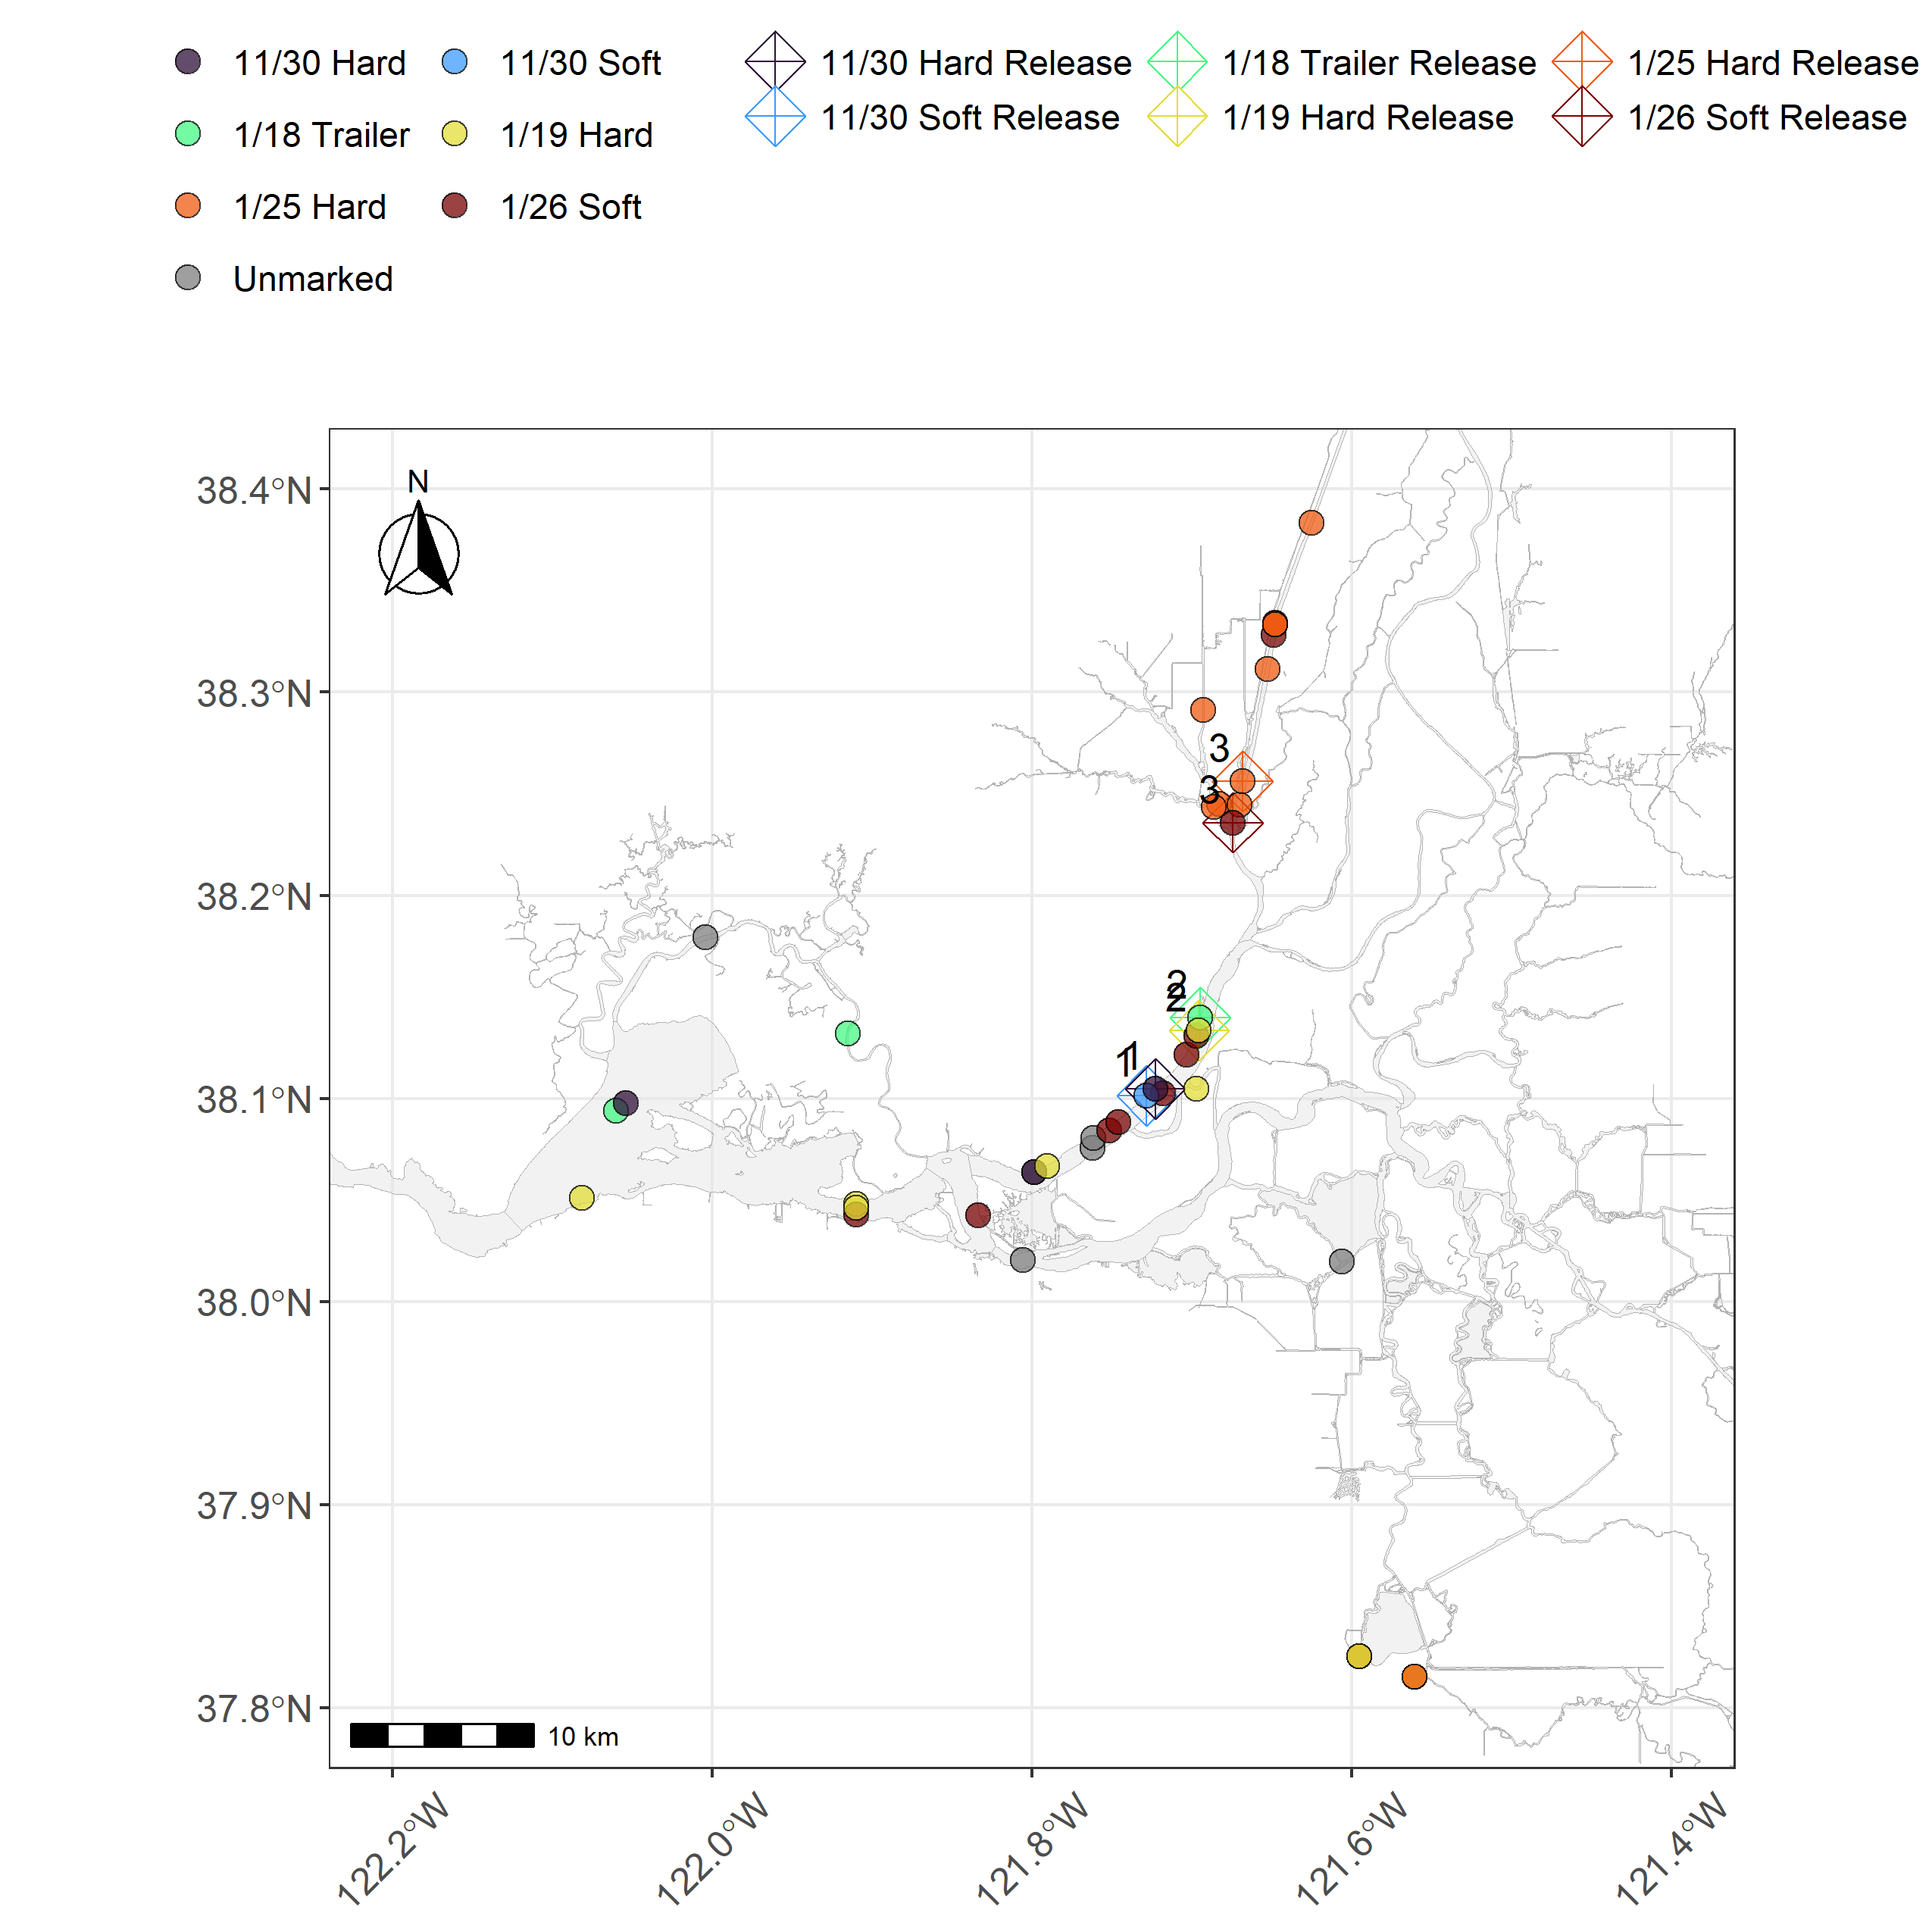 11/30 Hard 11/30 Soft 11/30 Hard Release 1/18 Trailer Release 1/25 Hard Release
11/30 Soft Release 1/19 Hard Release 1/26 Soft Release
1/18 Trailer 1/19 Hard
1/25 Hard 1/26 Soft
Unmarked
N
38.4°N
38.3°N
3
3
38.2°N
2
2
1
1
38.1°N
38.0°N
37.9°N
37.8°N
10 km
122.2°W 122.0°W 121.8°W 121.6°W 121.4°W